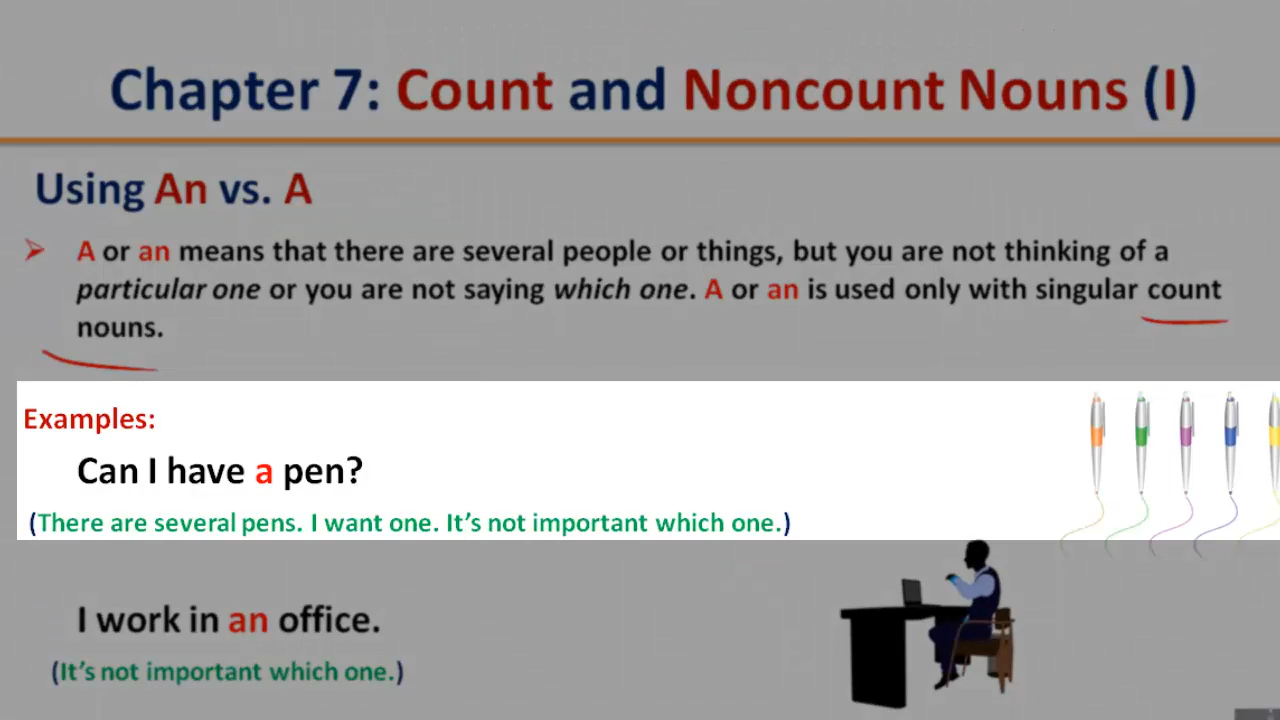 Chapter 7: Count and Noncount Nouns (I)
Using An vs. A
A or an means that there are several people or things, but you are not thinking of a
particular one or you are not saying which one. A or an is used only with singular count
nouns.
Examples:
Can I have a pen?
(There are several pens. I want one. It's not important which one.)
I work in an office.
(It's not important which one.)